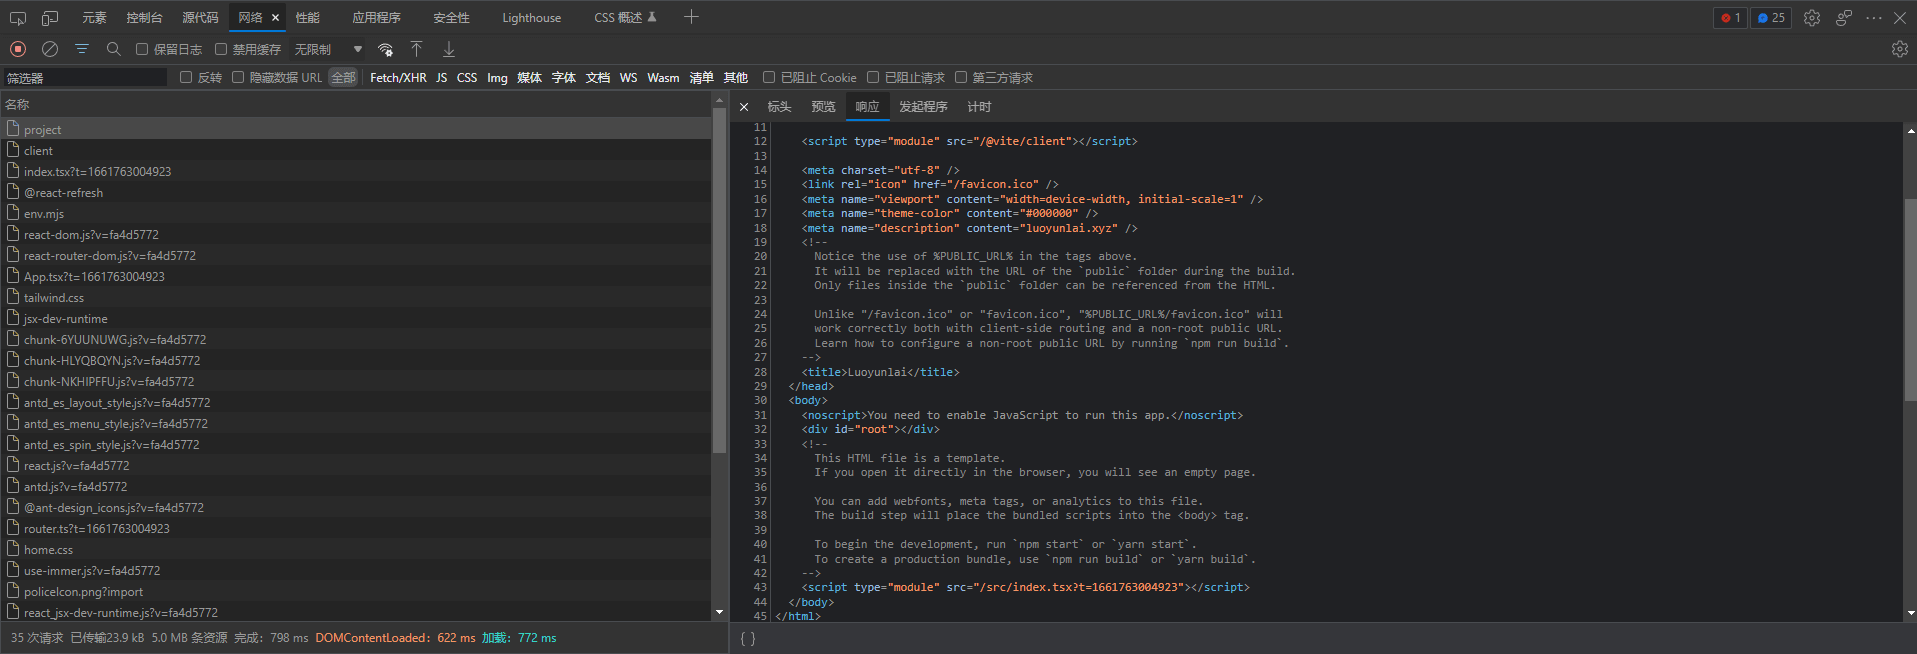 元素 控制台 源代码 网络 性能 应用程序 安全性 Lighthouse CSS 概述 1 25
保留日志 禁用缓存 无限制
筛选器 反转 隐藏数据 URL 全部 Fetch/XHR JS CSS Img 媒体 字体 文档 WS Wasm 清单 其他 已阻止 Cookie 已阻止请求 第三方请求
名称
project
client
index.tsx?t=1661763004923
@react-refresh
env.mjs
react-dom.js?v=fa4d5772
react-router-dom.js?v=fa4d5772
App.tsx?t=1661763004923
tailwind.css
jsx-dev-runtime
chunk-6YUUNUWG.js?v=fa4d5772
chunk-HLYQBQYN.js?v=fa4d5772
chunk-NKHIPFFU.js?v=fa4d5772
antd_es_layout_style.js?v=fa4d5772
antd_es_menu_style.js?v=fa4d5772
antd_es_spin_style.js?v=fa4d5772
react.js?v=fa4d5772
antd.js?v=fa4d5772
@ant-design_icons.js?v=fa4d5772
router.ts?t=1661763004923
home.css
use-immer.js?v=fa4d5772
policeIcon.png?import
react_jsx-dev-runtime.js?v=fa4d5772
35 次请求 已传输23.9 kB 5.0 MB 条资源 完成: 798 ms DOMContentLoaded: 622 ms 加载: 772 ms
标头 预览 响应 发起程序 计时
11
12 <script type="module" src="/@vite/client"></script>
13
14 <meta charset="utf-8" />
15 <link rel="icon" href="/favicon.ico" />
16 <meta name="viewport" content="width=device-width, initial-scale=1" />
17 <meta name="theme-color" content="#000000" />
18 <meta name="description" content="luoyunlai.xyz" />
19 <!--
20 Notice the use of %PUBLIC_URL% in the tags above.
21 It will be replaced with the URL of the `public` folder during the build.
22 Only files inside the `public` folder can be referenced from the HTML.
23
24 Unlike "/favicon.ico" or "favicon.ico", "%PUBLIC_URL%/favicon.ico" will
25 work correctly both with client-side routing and a non-root public URL.
26 Learn how to configure a non-root public URL by running `npm run build`.
27 -->
28 <title>Luoyunlai</title>
29 </head>
30 <body>
31 <noscript>You need to enable JavaScript to run this app.</noscript>
32 <div id="root"></div>
33 <!--
34 This HTML file is a template.
35 If you open it directly in the browser, you will see an empty page.
36
37 You can add webfonts, meta tags, or analytics to this file.
38 The build step will place the bundled scripts into the <body> tag.
39
40 To begin the development, run `npm start` or `yarn start`.
41 To create a production bundle, use `npm run build` or `yarn build`.
42 -->
43 <script type="module" src="/src/index.tsx?t=1661763004923"></script>
44 </body>
45 </html>
{ }